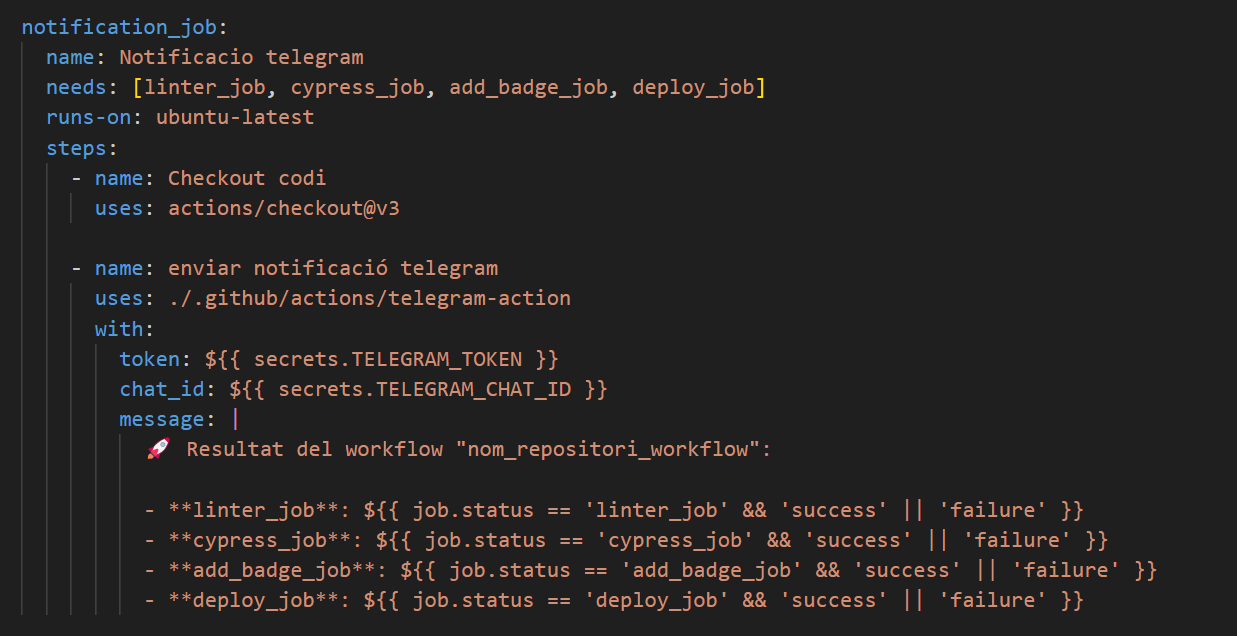 notification_job:
name: Notificacio telegram
needs: [linter_job, cypress_job, add_badge_job, deploy_job]
runs-on: ubuntu-latest
steps:
- name: Checkout codi
uses: actions/checkout@v3
- name: enviar notificació telegram
uses: ./.github/actions/telegram-action
with:
token: ${{ secrets.TELEGRAM_TOKEN }}
chat_id: ${{ secrets.TELEGRAM_CHAT_ID }}
message: |
🚀 Resultat del workflow "nom_repositori_workflow":
- **linter_job**: ${{ job.status == 'linter_job' && 'success' || 'failure' }}
- **cypress_job**: ${{ job.status == 'cypress_job' && 'success' || 'failure' }}
- **add_badge_job**: ${{ job.status == 'add_badge_job' && 'success' || 'failure' }}
- **deploy_job**: ${{ job.status == 'deploy_job' && 'success' || 'failure' }}